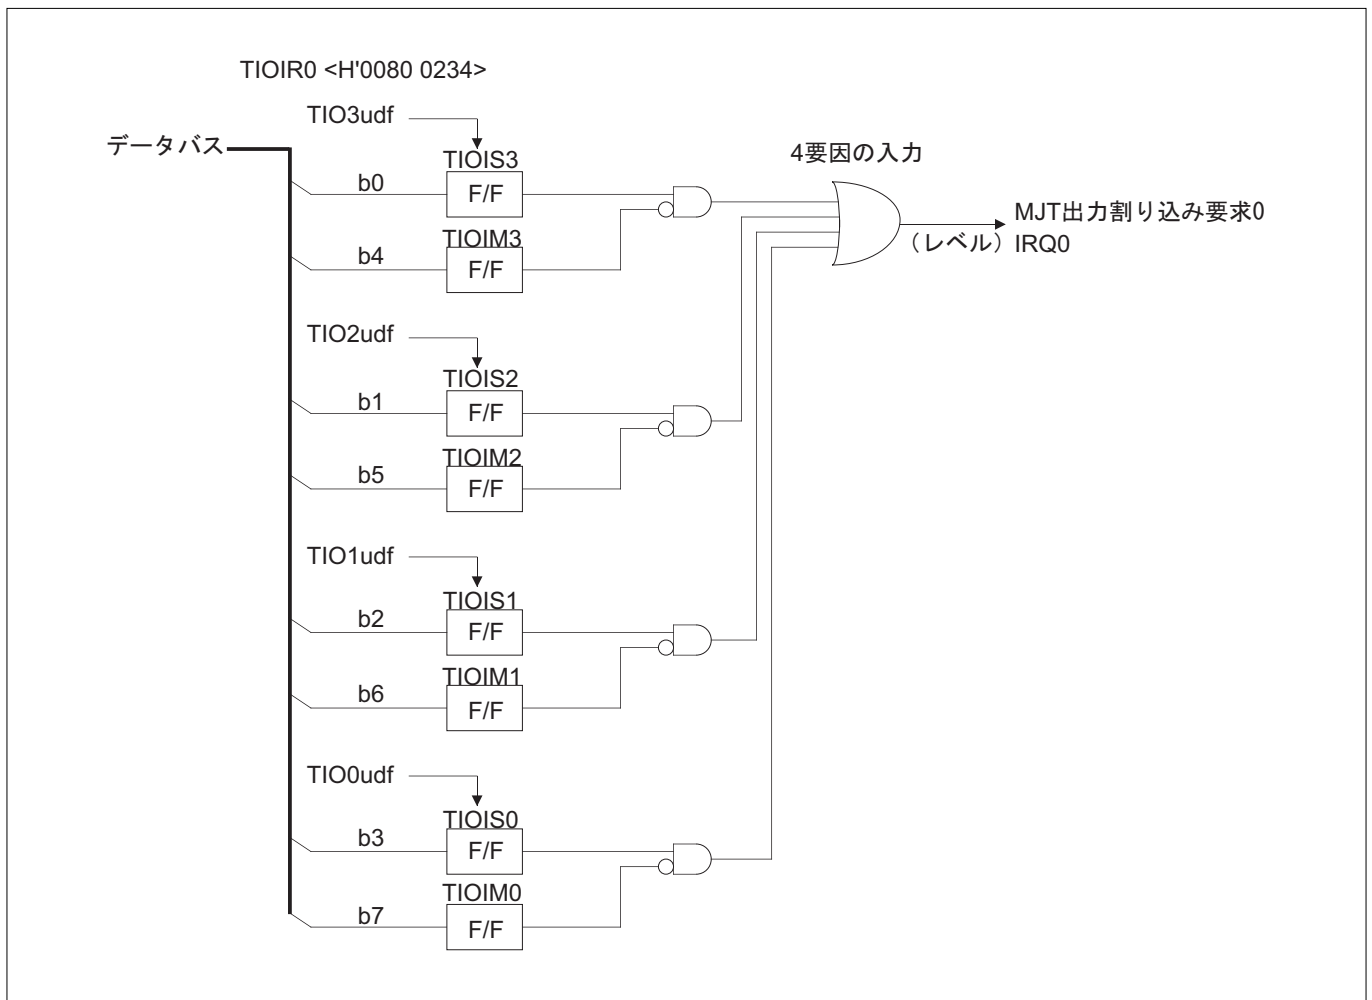 TIOIR0 <H'0080 0234>
TIO3udf
データバス
TIOIS3
4要因の入力
b0
F/F
MJT出力割り込み要求0
TIOIM3
(レベル) IRQ0
b4
F/F
TIO2udf
TIOIS2
b1
F/F
TIOIM2
b5
F/F
TIO1udf
TIOIS1
b2
F/F
TIOIM1
b6
F/F
TIO0udf
TIOIS0
b3
F/F
TIOIM0
b7
F/F